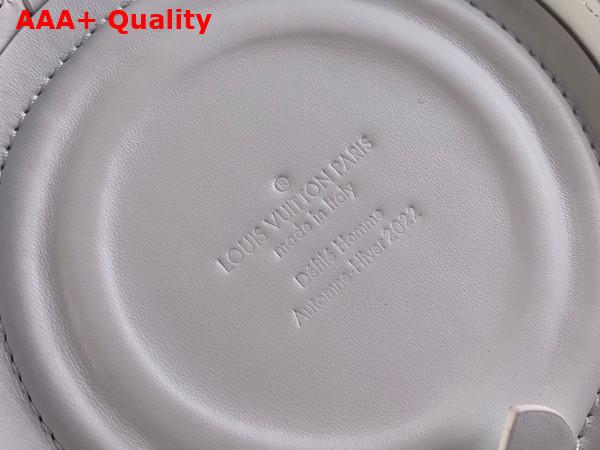 AAA+ Quality
®
LOUIS VUITTON PARIS
made in Italy
Défilé Homme
Automne-Hiver 2022